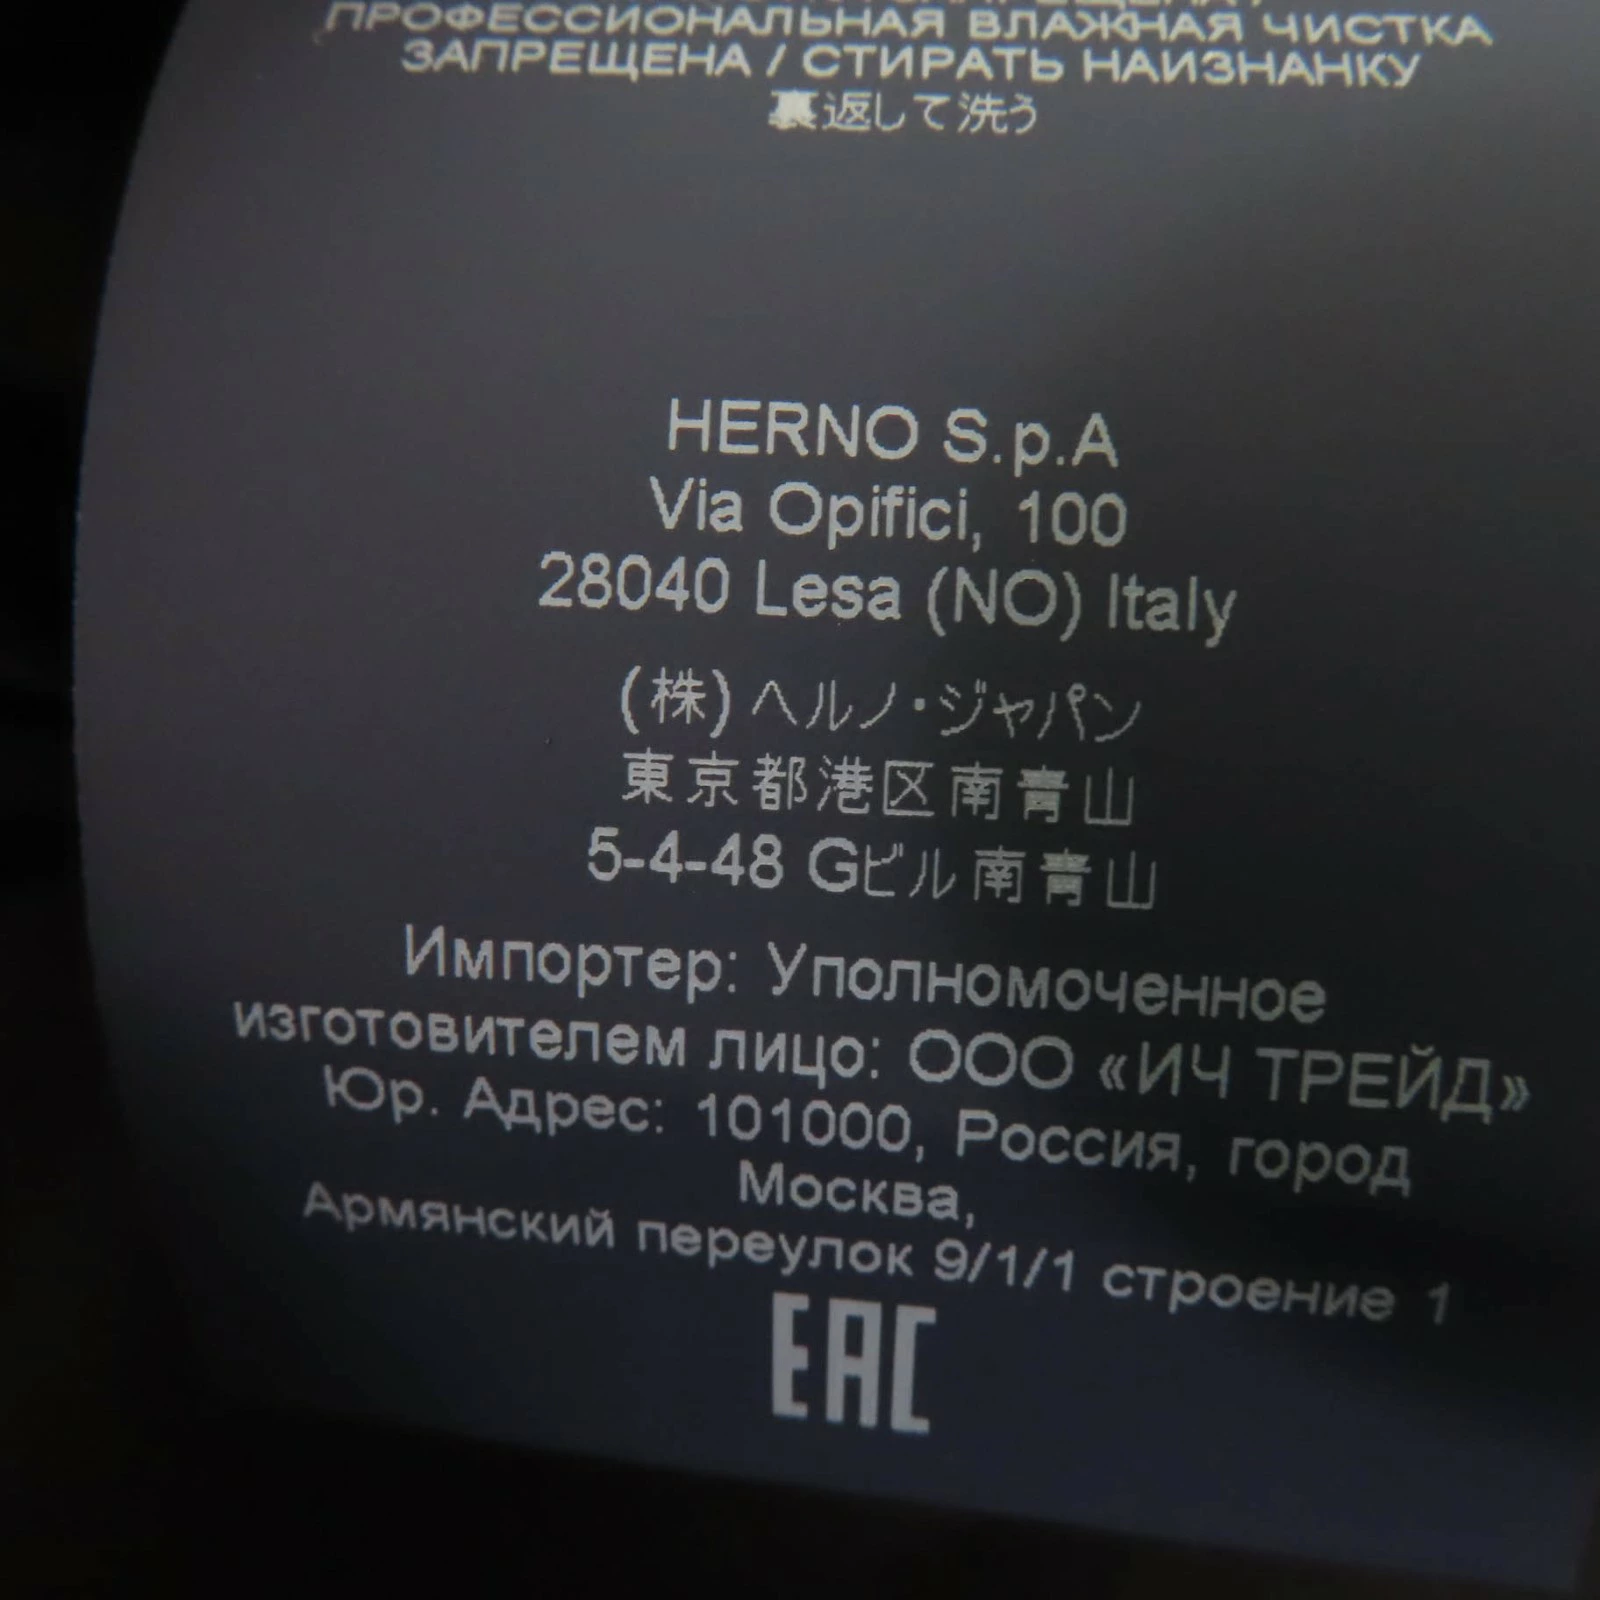 ПРОФЕССИОНАЛЬНАЯ ВЛАЖНАЯ ЧИСТКА
ЗАПРЕЩЕНА / СТИРАТЬ НАИЗНАНКУ
裏返して洗う
HERNO S.p.A
Via Opifici, 100
28040 Lesa (NO) Italy
(株)ヘルノ・ジャパン
東京都港区南青山
5-4-48 Gビル南青山
Импортер: Уполномоченное
изготовителем лицо: ООО «ИЧ ТРЕЙД»
Юр. Адрес: 101000, Россия, город
Москва,
Армянский переулок 9/1/1 строение 1
EAC